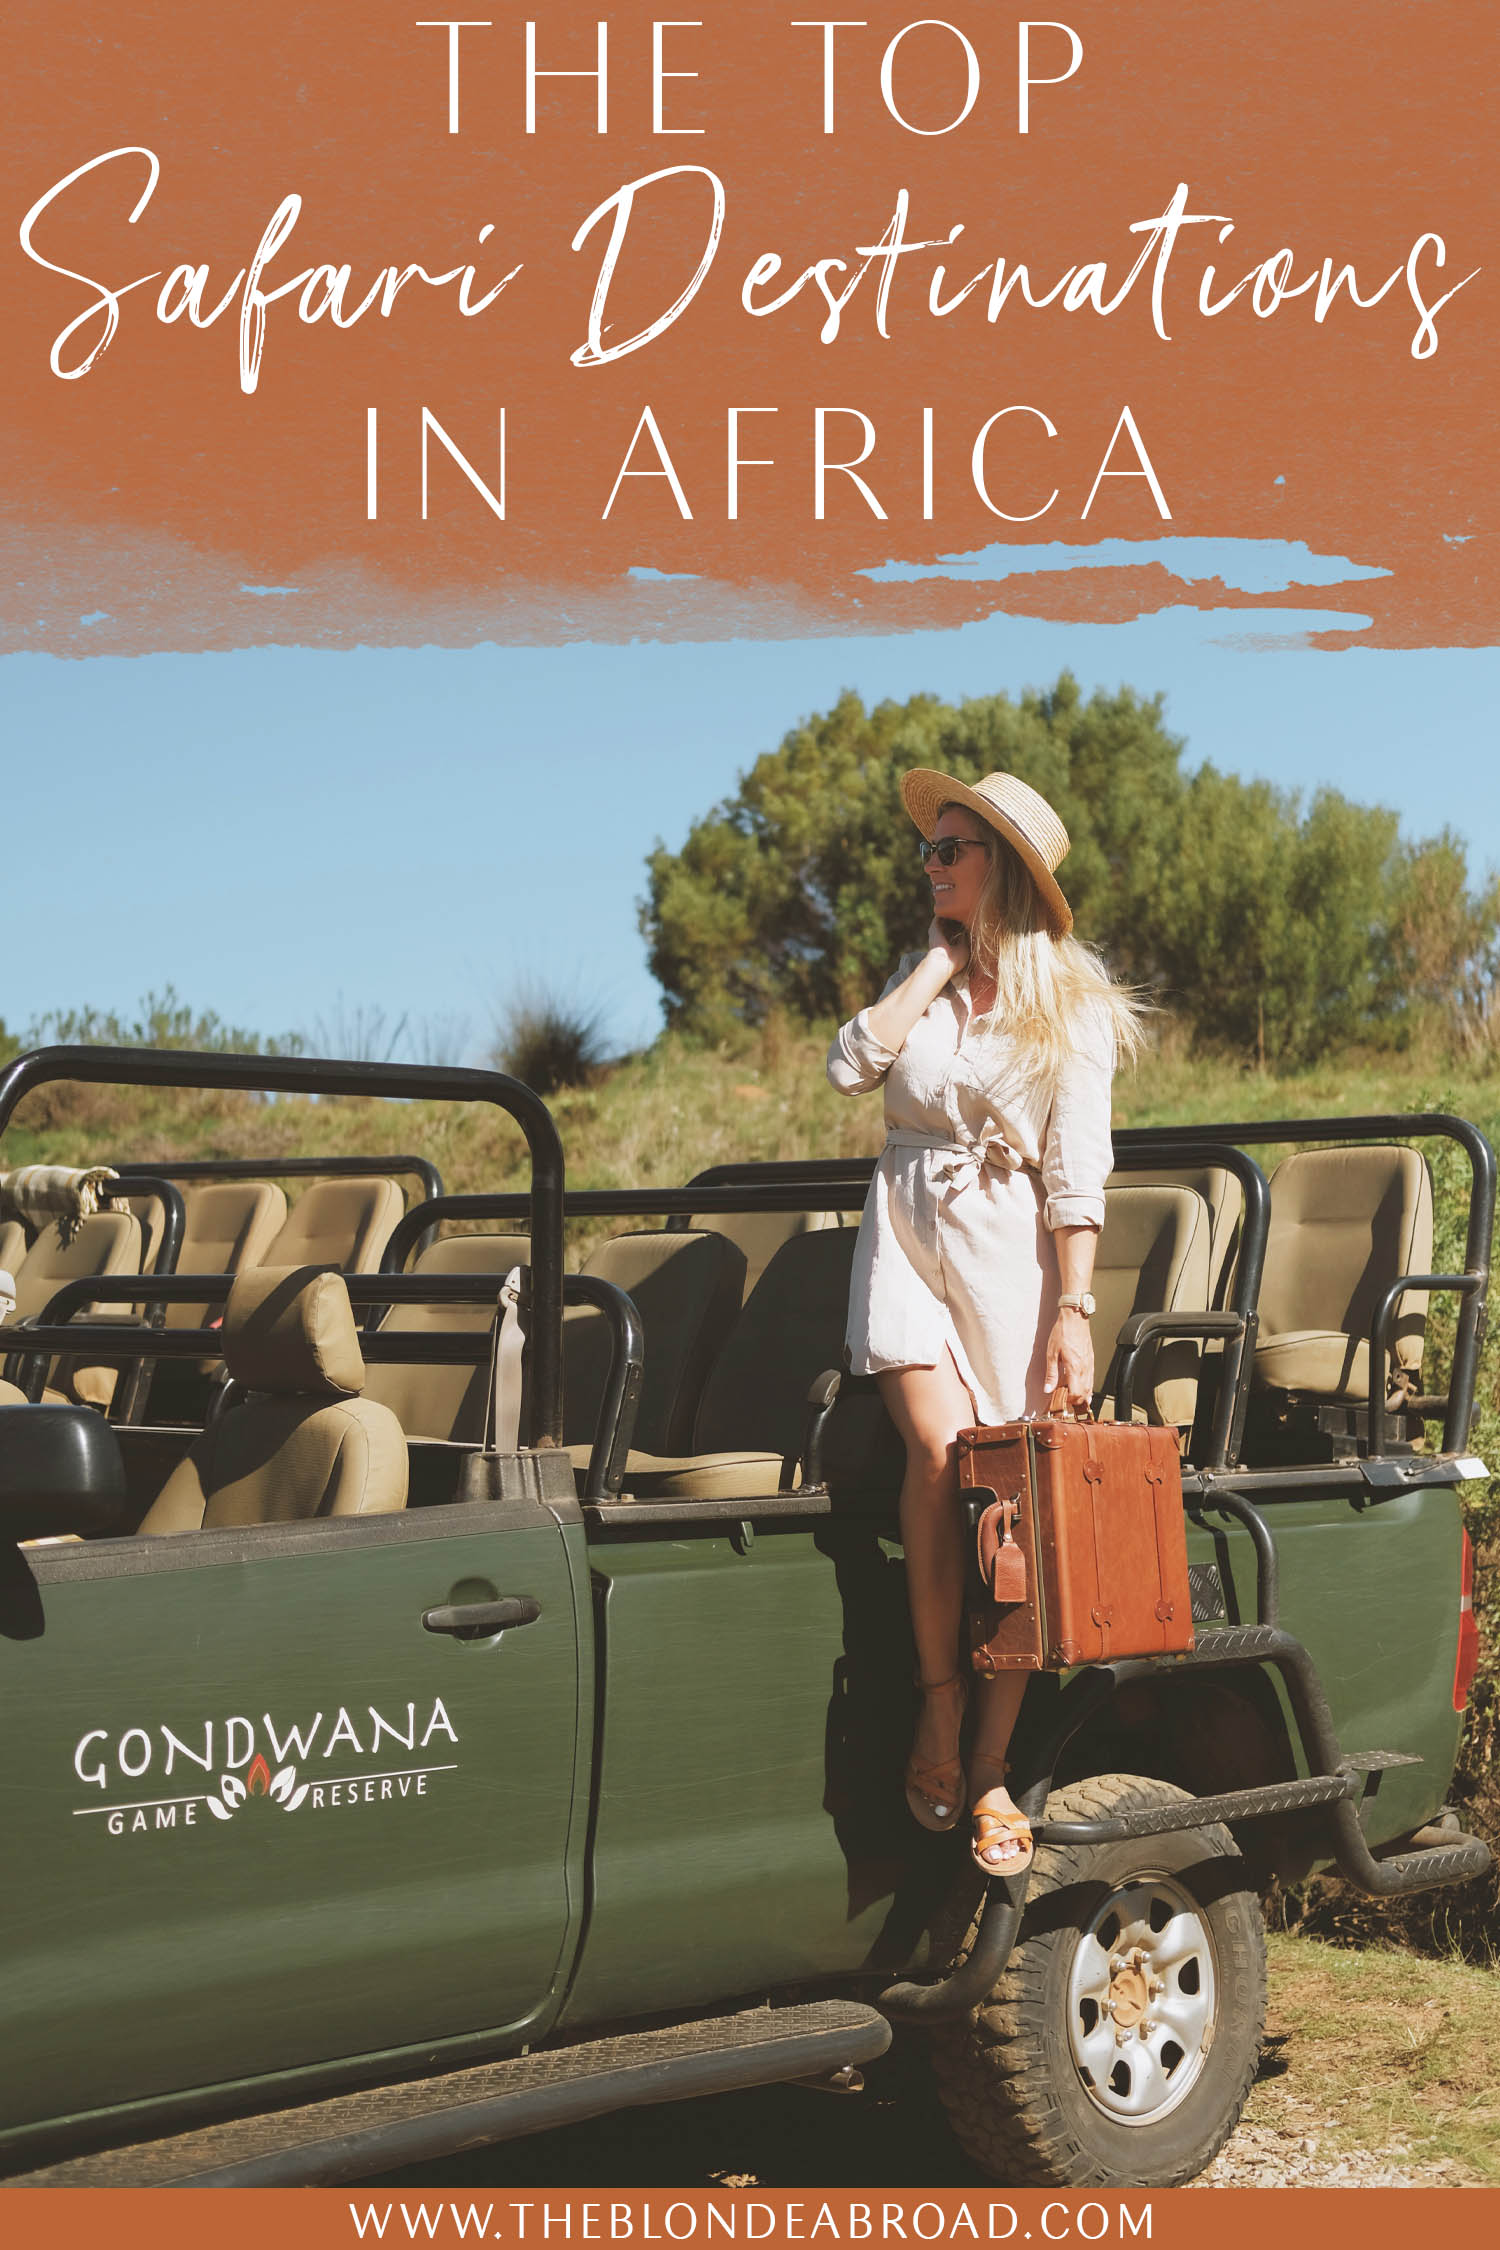 THE TOP
Safari Destinations
IN AFRICA
GONDWANA
GAME RESERVE
WWW.THEBLONDEABROAD.COM